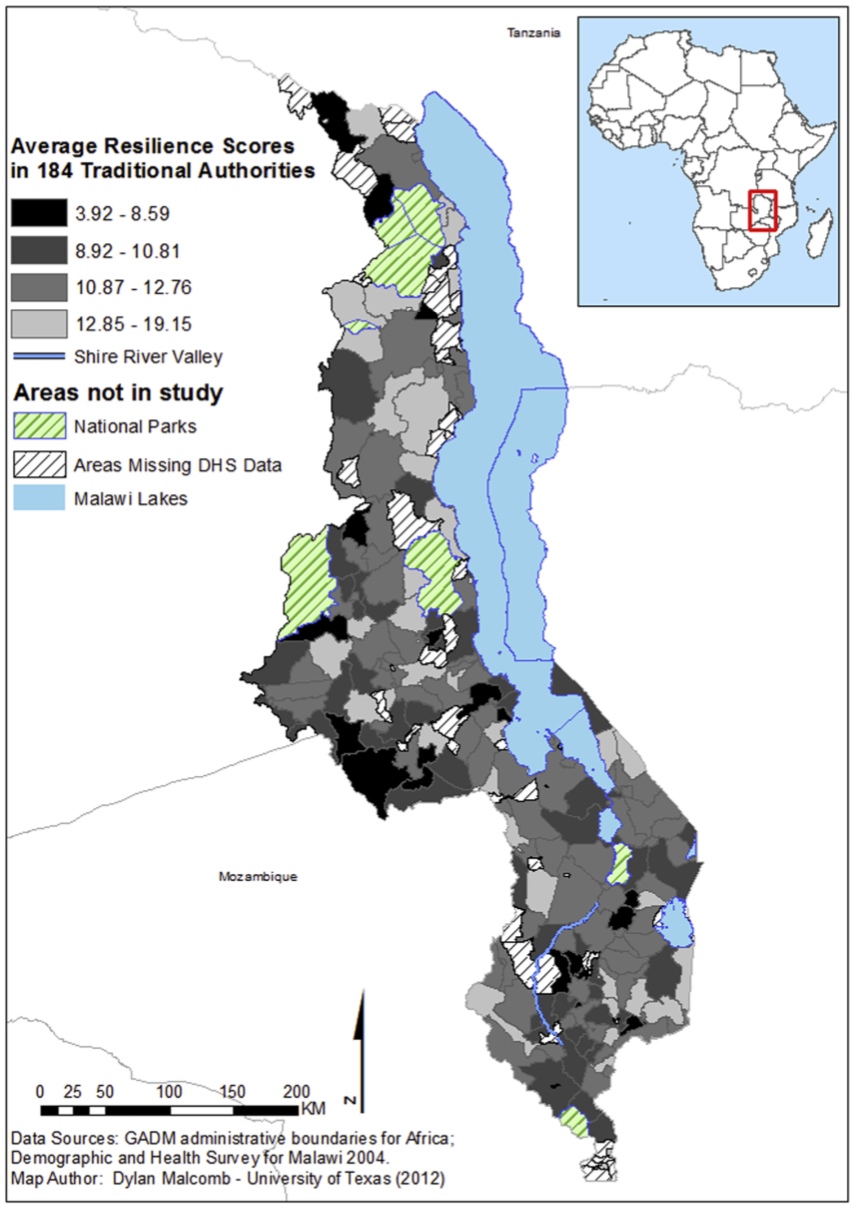 Tanzania
Average Resilience Scores
in 184 Traditional Authorities
3.92 - 8.59
8.92 - 10.81
10.87 - 12.76
12.85 - 19.15
Shire River Valley
Areas not in study
National Parks
Areas Missing DHS Data
Malawi Lakes
Mozambique
0 25 50 100 150 200
KM
N
Data Sources: GADM administrative boundaries for Africa;
Demographic and Health Survey for Malawi 2004.
Map Author: Dylan Malcomb - University of Texas (2012)